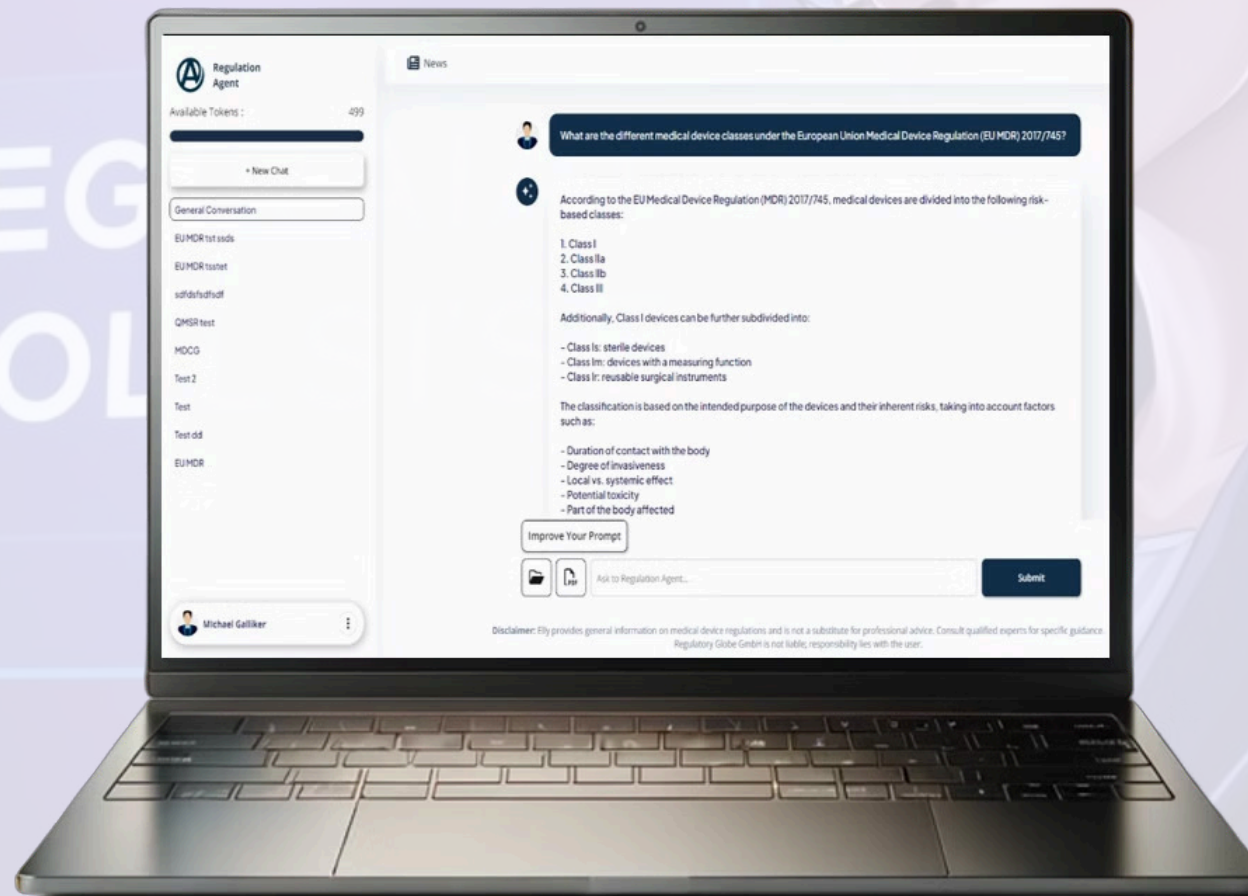 Regulation
Agent
Available Tokens : 499
+ New Chat
General Conversation
EU MDR tst ssds
EU MDR tsstet
sdfdsfsdfsdf
QMSR test
MDCG
Test 2
Test
Test dd
EU MDR
Michael Galliker
News
What are the different medical device classes under the European Union Medical Device Regulation (EU MDR) 2017/745?
According to the EU Medical Device Regulation (MDR) 2017/745, medical devices are divided into the following risk-
based classes:
1. Class I
2. Class IIa
3. Class IIb
4. Class III
Additionally, Class I devices can be further subdivided into:
- Class Is: sterile devices
- Class Im: devices with a measuring function
- Class Ir: reusable surgical instruments
The classification is based on the intended purpose of the devices and their inherent risks, taking into account factors
such as:
- Duration of contact with the body
- Degree of invasiveness
- Local vs. systemic effect
- Potential toxicity
- Part of the body affected
Improve Your Prompt
PDF
Ask to Regulation Agent...
Submit
Disclaimer: Elly provides general information on medical device regulations and is not a substitute for professional advice. Consult qualified experts for specific guidance.
Regulatory Globe GmbH is not liable; responsibility lies with the user.